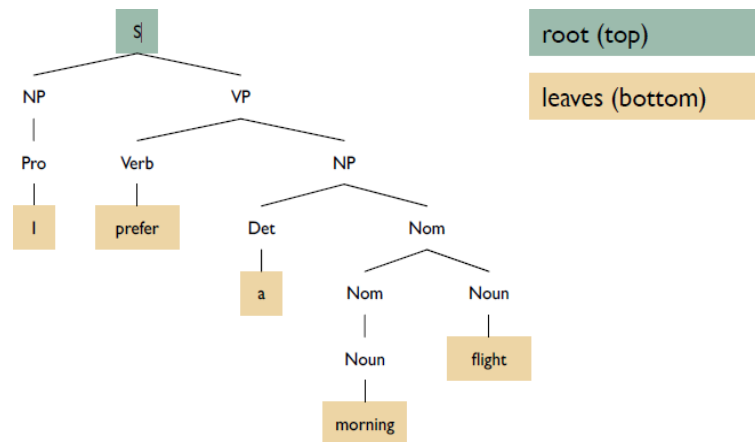 S
root (top)
NP VP
leaves (bottom)
Pro Verb NP
I prefer Det Nom
a Nom Noun
Noun flight
morning